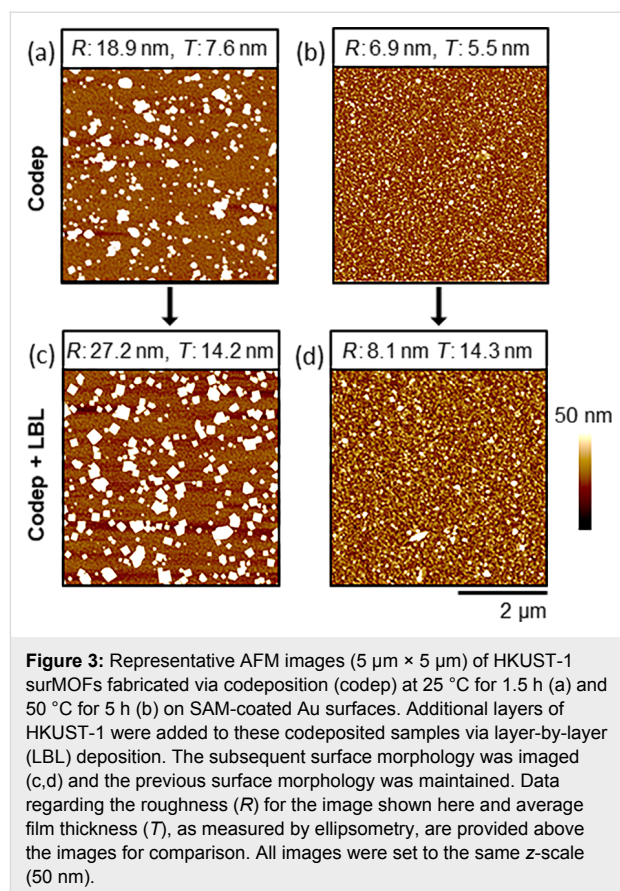 (a) R: 18.9 nm, T: 7.6 nm
(b) R: 6.9 nm, T: 5.5 nm
Codep
(c) R: 27.2 nm, T: 14.2 nm
(d) R: 8.1 nm T: 14.3 nm
Codep + LBL
50 nm
2 μm
Figure 3: Representative AFM images (5 μm × 5 μm) of HKUST-1
surMOFs fabricated via codeposition (codep) at 25 °C for 1.5 h (a) and
50 °C for 5 h (b) on SAM-coated Au surfaces. Additional layers of
HKUST-1 were added to these codeposited samples via layer-by-layer
(LBL) deposition. The subsequent surface morphology was imaged
(c,d) and the previous surface morphology was maintained. Data
regarding the roughness (R) for the image shown here and average
film thickness (T), as measured by ellipsometry, are provided above
the images for comparison. All images were set to the same z-scale
(50 nm).